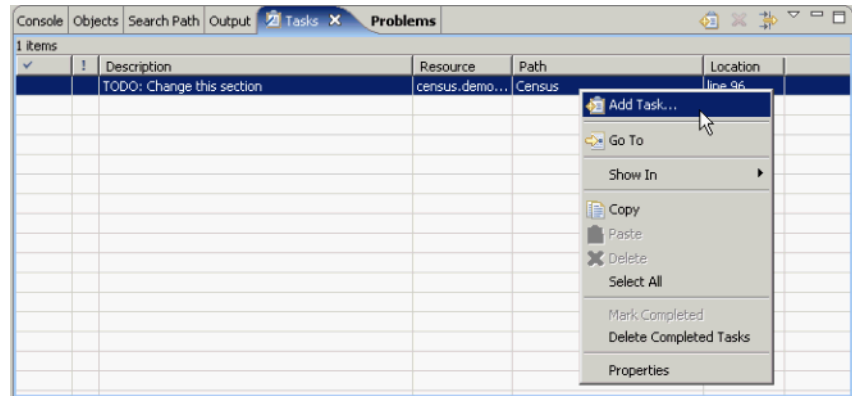 Console Objects Search Path Output Tasks Problems
1 items
! Description Resource Path Location
TODO: Change this section census.demo... Census line 96
Add Task...
Go To
Show In
Copy
Paste
Delete
Select All
Mark Completed
Delete Completed Tasks
Properties